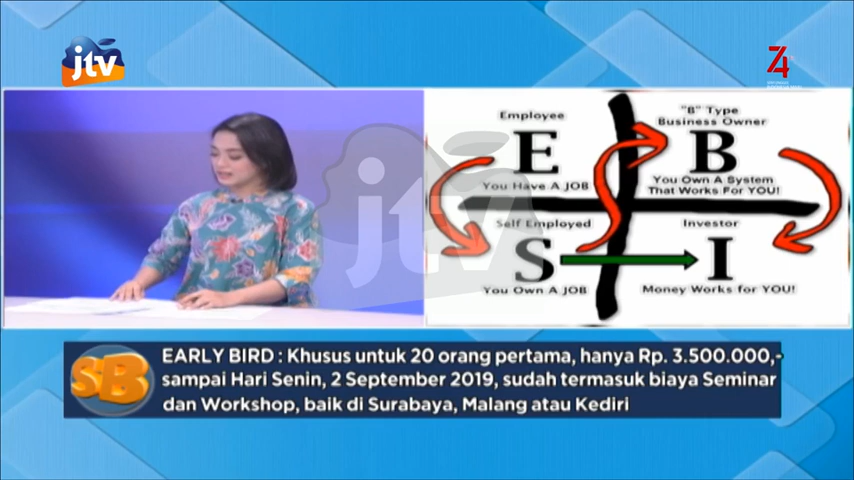 jtv
74
Employee
E
You Have A JOB
"B" Type
Business Owner
B
You Own A System
That Works For YOU!
jtv
Self Employed
S
You Own A JOB
Investor
I
Money Works for YOU!
SB
EARLY BIRD : Khusus untuk 20 orang pertama, hanya Rp. 3.500.000,-
sampai Hari Senin, 2 September 2019, sudah termasuk biaya Seminar
dan Workshop, baik di Surabaya, Malang atau Kediri